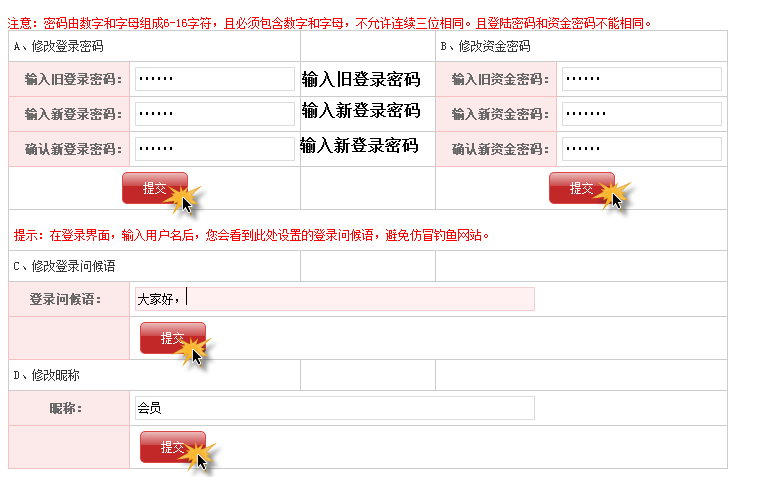 注意：密码由数字和字母组成6-16字符，且必须包含数字和字母，不允许连续三位相同。且登陆密码和资金密码不能相同。
A、修改登录密码 B、修改资金密码
输入旧登录密码： •••••• 输入旧登录密码 输入旧资金密码： ••••••
输入新登录密码： •••••• 输入新登录密码 输入新资金密码： •••••••
确认新登录密码： •••••• 输入新登录密码 确认新资金密码： ••••••
提交 提交
提示：在登录界面，输入用户名后，您会看到此处设置的登录问候语，避免仿冒钓鱼网站。
C、修改登录问候语
登录问候语： 大家好，
提交
D、修改昵称
昵称： 会员
提交